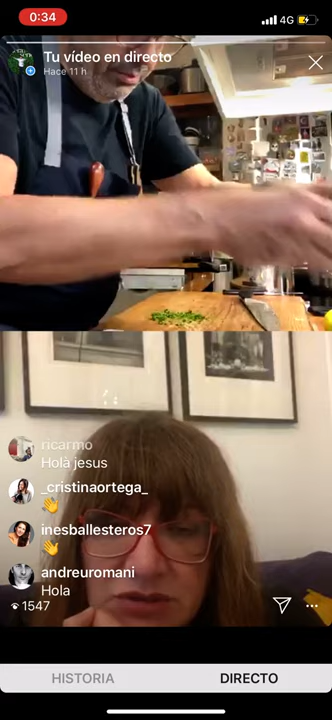 0:34
4G
Tu vídeo en directo
Hace 11 h
ricarmo
Holà jesus
_cristinaortega_
👋
inesballesteros7
👋
andreuromani
Hola
1547
HISTORIA
DIRECTO